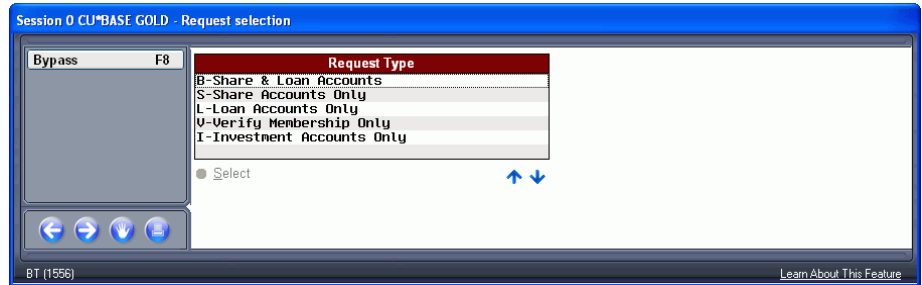 Session 0 CU*BASE GOLD - Request selection
Bypass F8
Request Type
B-Share & Loan Accounts
S-Share Accounts Only
L-Loan Accounts Only
V-Verify Membership Only
I-Investment Accounts Only
Select
BT (1556)
Learn About This Feature